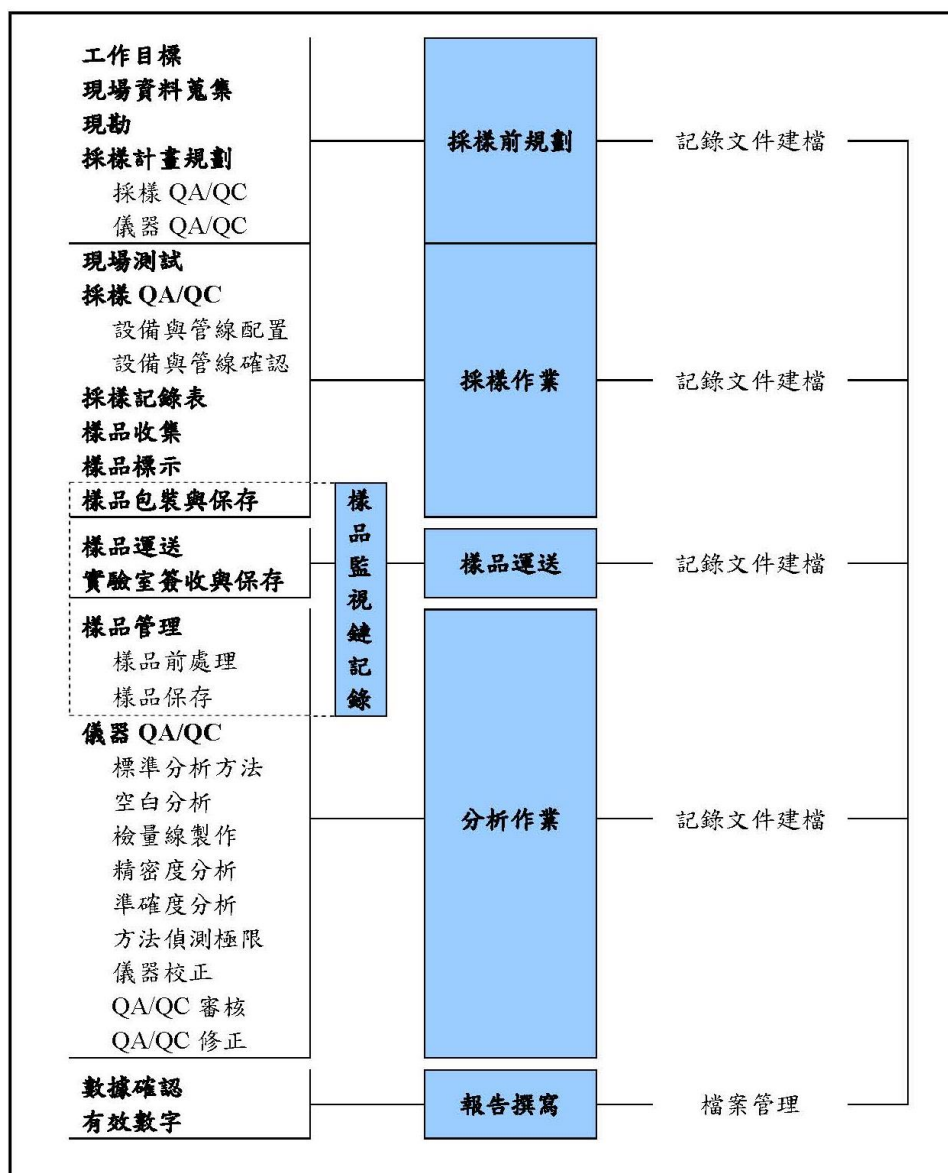 工作目標
現場資料蒐集
現勘
採樣計畫規劃
採樣 QA/QC
儀器 QA/QC
採樣前規劃
記錄文件建檔
現場測試
採樣 QA/QC
設備與管線配置
設備與管線確認
採樣記錄表
樣品收集
樣品標示
樣品包裝與保存
採樣作業
記錄文件建檔
樣品監視鏈記錄
樣品運送
實驗室簽收與保存
樣品運送
記錄文件建檔
樣品管理
樣品前處理
樣品保存
儀器 QA/QC
標準分析方法
空白分析
檢量線製作
精密度分析
準確度分析
方法偵測極限
儀器校正
QA/QC 審核
QA/QC 修正
分析作業
記錄文件建檔
數據確認
有效數字
報告撰寫
檔案管理